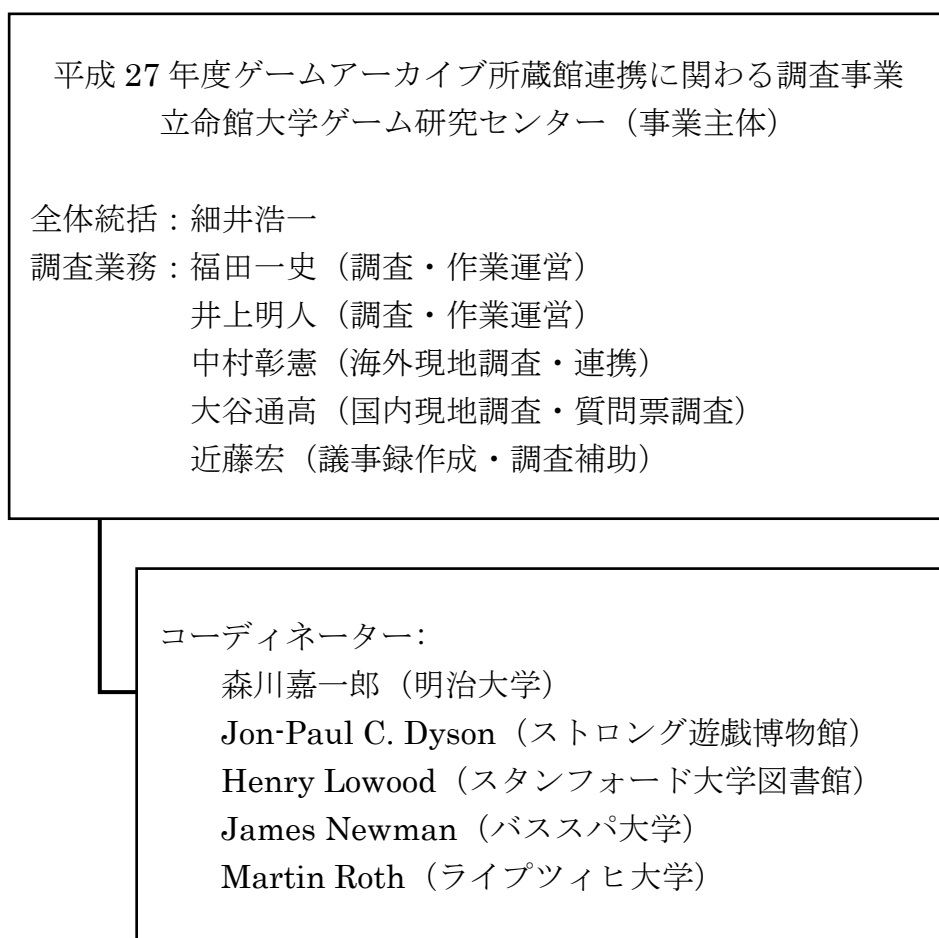 平成 27 年度ゲームアーカイブ所蔵館連携に関わる調査事業
立命館大学ゲーム研究センター（事業主体）
全体統括：細井浩一
調査業務：福田一史（調査・作業運営）
井上明人（調査・作業運営）
中村彰憲（海外現地調査・連携）
大谷通高（国内現地調査・質問票調査）
近藤宏（議事録作成・調査補助）
コーディネーター：
森川嘉一郎（明治大学）
Jon-Paul C. Dyson（ストロング遊戯博物館）
Henry Lowood（スタンフォード大学図書館）
James Newman（バススパ大学）
Martin Roth（ライプツィヒ大学）